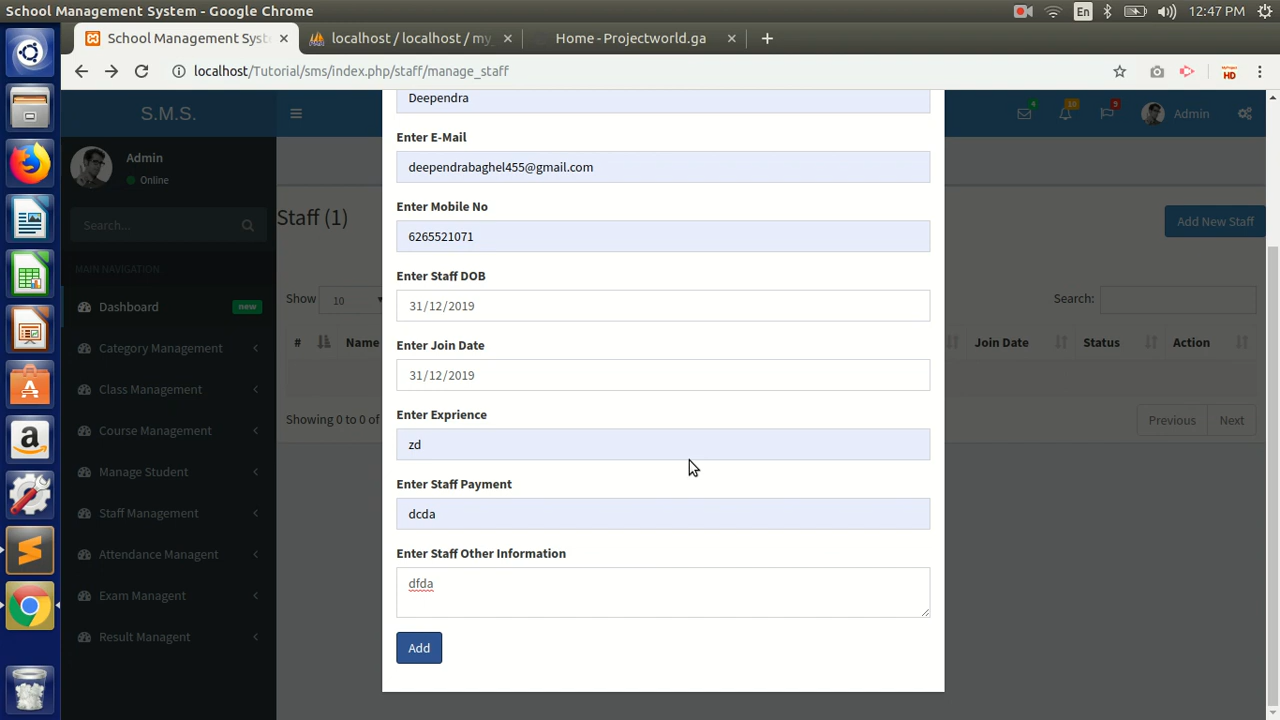 School Management System - Google Chrome
En
12:47 PM
School Management Syst
localhost / localhost / my
Home - Projectworld.ga
localhost/Tutorial/sms/index.php/staff/manage_staff
HD
S.M.S.
Deependra
4
10
9
Admin
Admin
Online
Enter E-Mail
deependrabaghel455@gmail.com
Search...
Staff (1)
Enter Mobile No
6265521071
Add New Staff
MAIN NAVIGATION
Enter Staff DOB
31/12/2019
Dashboard
new
Show
10
Search:
Category Management
#
Name
Enter Join Date
31/12/2019
Join Date
Status
Action
Class Management
Course Management
Showing 0 to 0 of
Enter Exprience
zd
Previous
Next
Manage Student
Enter Staff Payment
dcda
Staff Management
Attendance Managent
Enter Staff Other Information
dfda
Exam Managent
Result Managent
Add